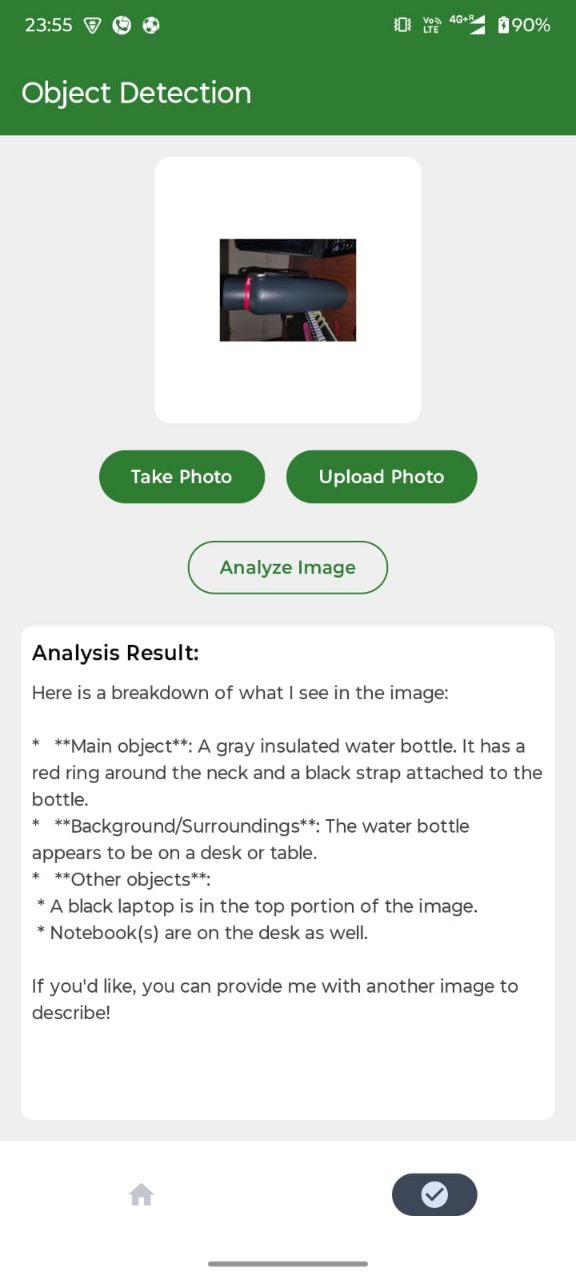 23:55
Vo))
LTE
4G+R
90%
Object Detection
Take Photo
Upload Photo
Analyze Image
Analysis Result:
Here is a breakdown of what I see in the image:
*   **Main object**: A gray insulated water bottle. It has a
red ring around the neck and a black strap attached to the
bottle.
*   **Background/Surroundings**: The water bottle
appears to be on a desk or table.
*   **Other objects**:
* A black laptop is in the top portion of the image.
* Notebook(s) are on the desk as well.
If you'd like, you can provide me with another image to
describe!